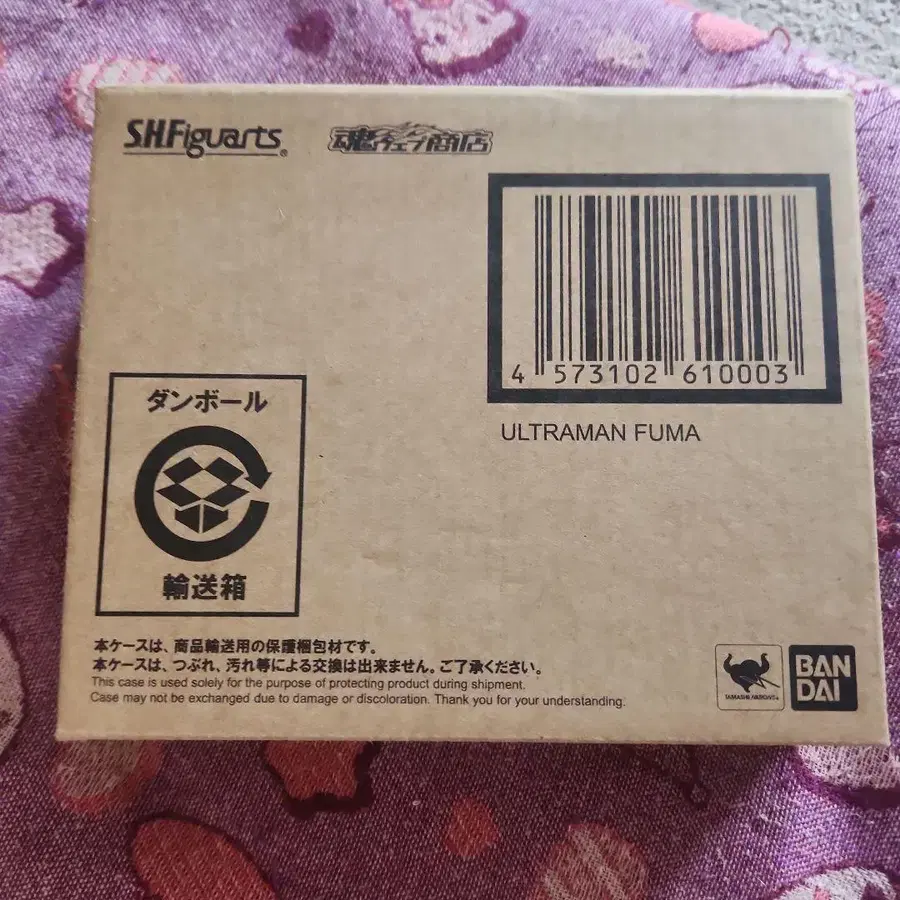 S.H.Figuarts®
魂ウェブ商店
4 573102 610003
ULTRAMAN FUMA
ダンボール
輸送箱
本ケースは、商品輸送用の保護梱包材です。
本ケースは、つぶれ、汚れ等による交換は出来ません。ご了承ください。
This case is used solely for the purpose of protecting product during shipment.
Case may not be exchanged due to damage or discoloration. Thank you for your understanding.
TAMASHII NATIONS
BAN
DAI